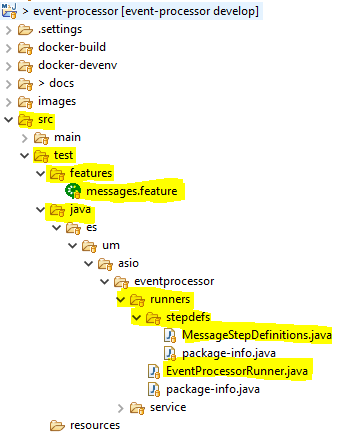 > event-processor [event-processor develop]
.settings
docker-build
docker-devenv
> docs
images
src
main
test
features
messages.feature
java
es
um
asio
eventprocessor
runners
stepdefs
MessageStepDefinitions.java
package-info.java
EventProcessorRunner.java
package-info.java
service
resources